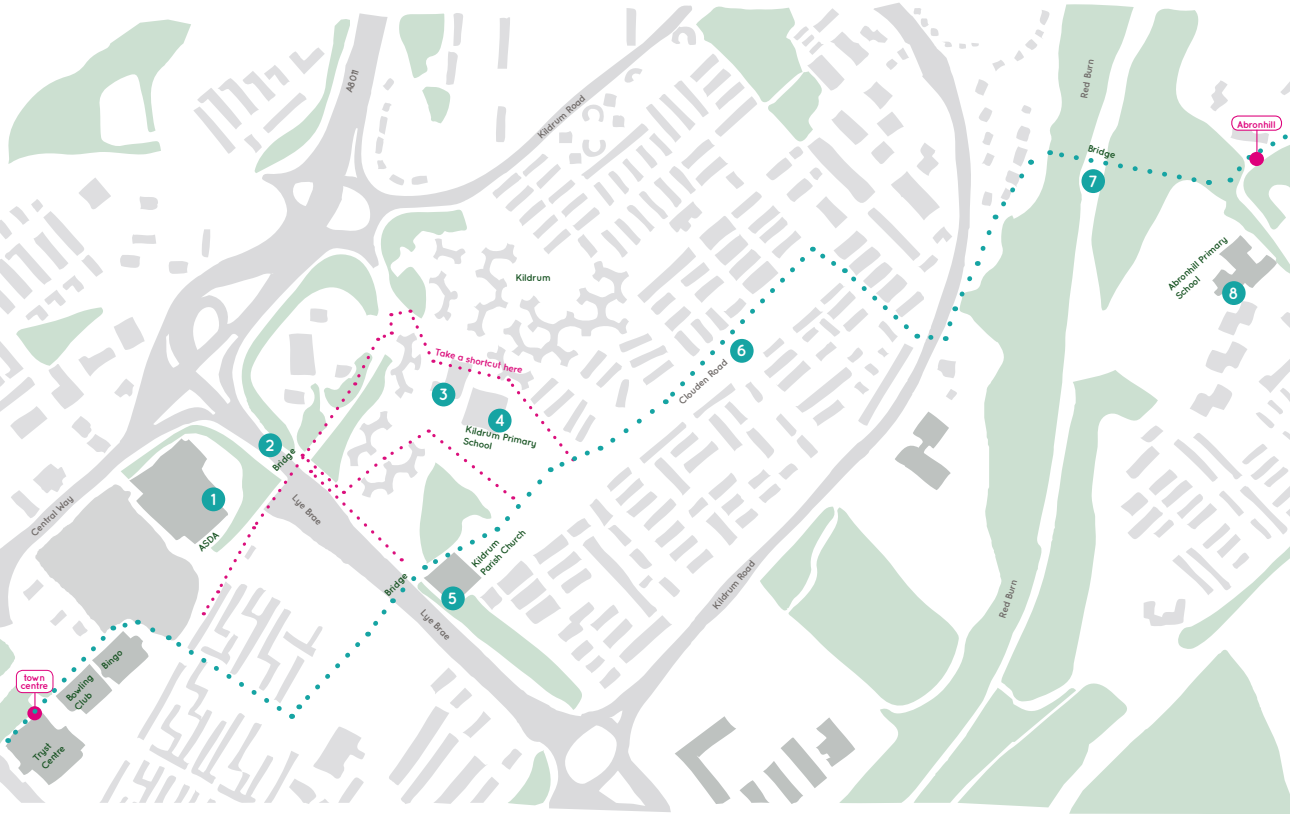 A8011
Kildrum Road
Red Burn
Abronhill
Bridge
7
Abronhill Primary
School
8
Kildrum
Take a shortcut here
3
4
Kildrum Primary
School
6
Clouden Road
2
Bridge
1
ASDA
Central Way
Lye Brae
Kildrum
Parish Church
5
Bridge
Lye Brae
Kildrum Road
Red Burn
Bingo
Bowling
Club
town
centre
Tryst
Centre